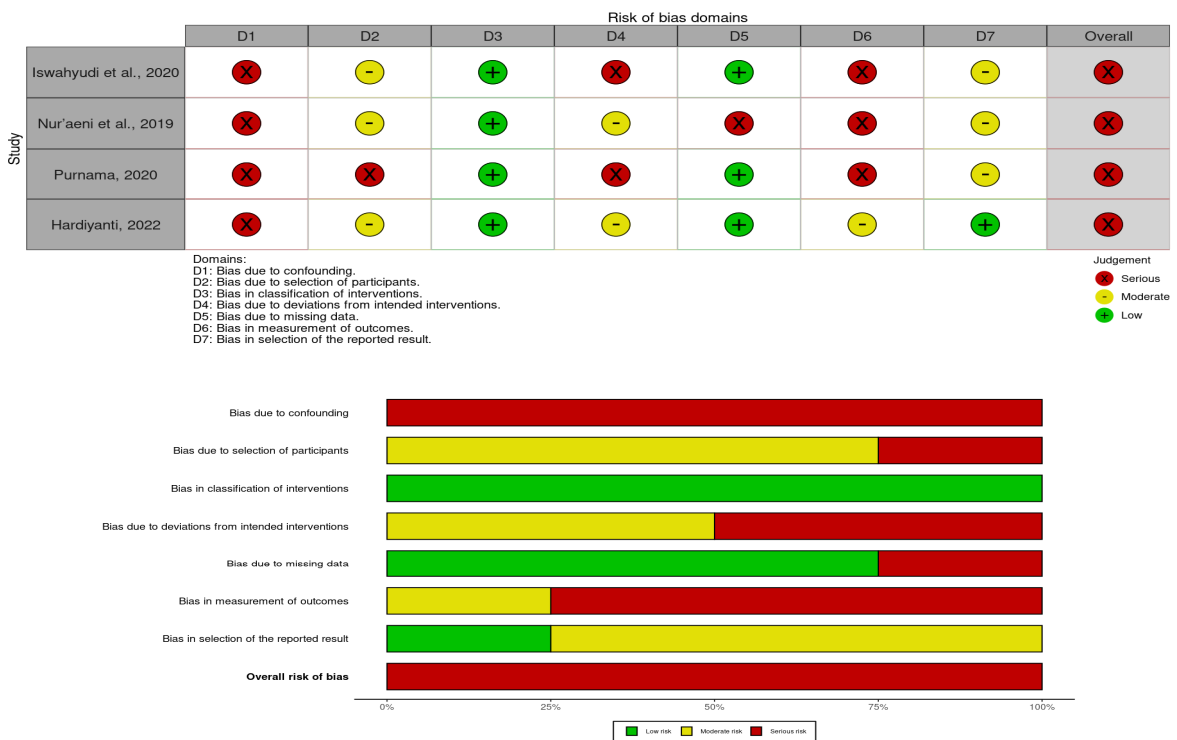 Risk of bias domains
D1 D2 D3 D4 D5 D6 D7 Overall
Study
Iswahyudi et al., 2020 X - + X + X - X
Nur'aeni et al., 2019 X - + - X X - X
Purnama, 2020 X X + X + X - X
Hardiyanti, 2022 X - + - + - + X
Domains:
D1: Bias due to confounding.
D2: Bias due to selection of participants.
D3: Bias in classification of interventions.
D4: Bias due to deviations from intended interventions.
D5: Bias due to missing data.
D6: Bias in measurement of outcomes.
D7: Bias in selection of the reported result.
Judgement
X Serious
- Moderate
+ Low
Bias due to confounding
Bias due to selection of participants
Bias in classification of interventions
Bias due to deviations from intended interventions
Bias due to missing data
Bias in measurement of outcomes
Bias in selection of the reported result
Overall risk of bias
0% 25% 50% 75% 100%
Low risk Moderate risk Serious risk